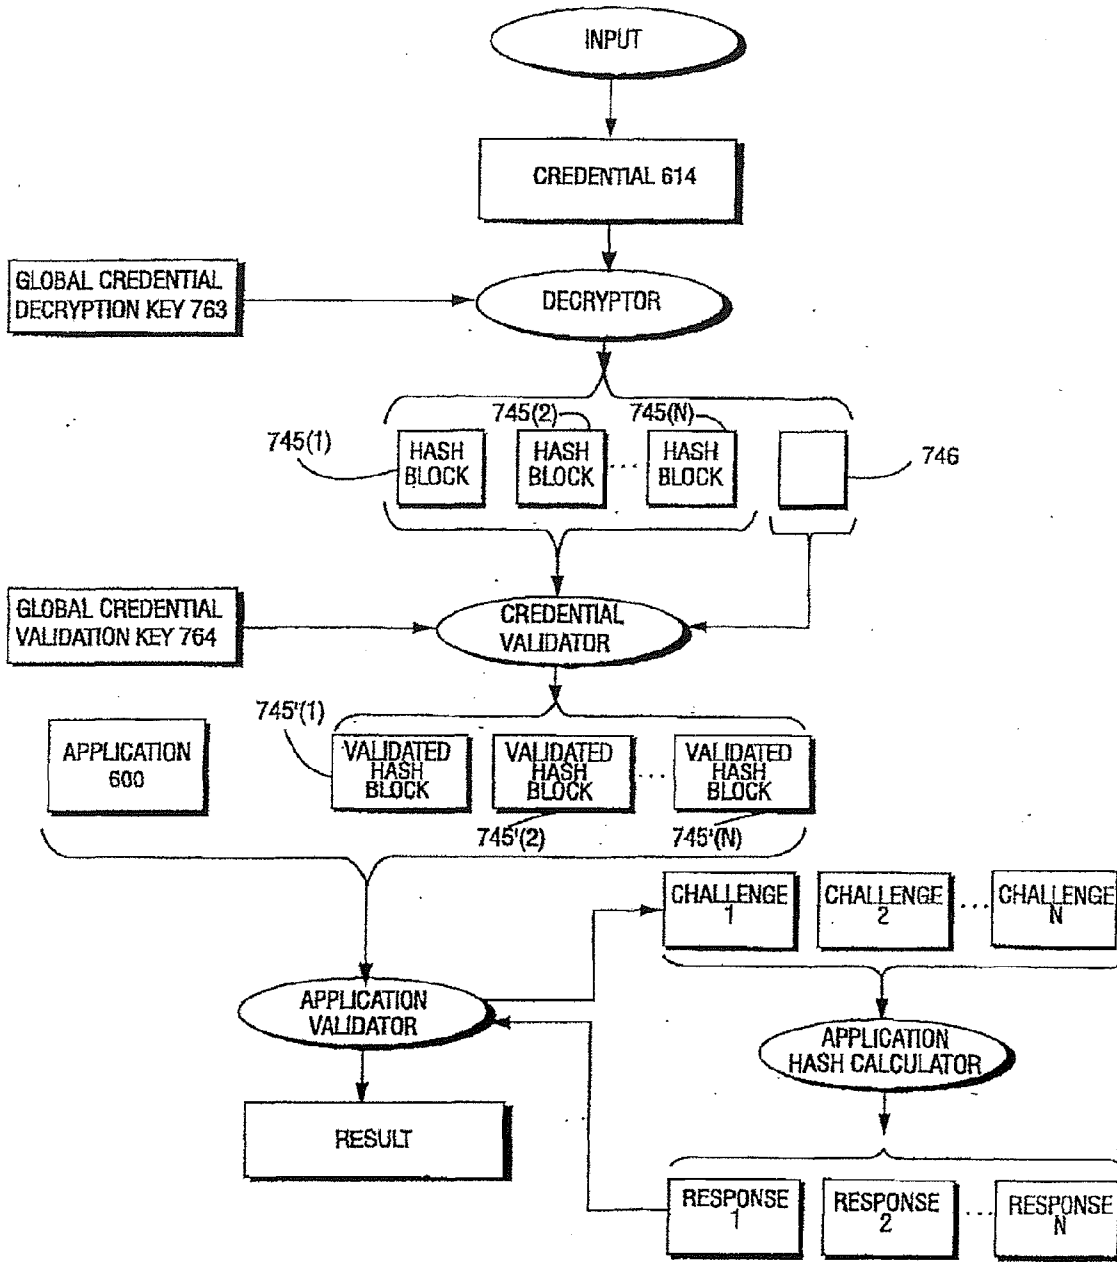 INPUT
CREDENTIAL 614
GLOBAL CREDENTIAL
DECRYPTION KEY 763
DECRYPTOR
745(1)
745(2)
745(N)
HASH
BLOCK
HASH
BLOCK
...
HASH
BLOCK
746
GLOBAL CREDENTIAL
VALIDATION KEY 764
CREDENTIAL
VALIDATOR
745'(1)
APPLICATION
600
VALIDATED
HASH
BLOCK
VALIDATED
HASH
BLOCK
...
VALIDATED
HASH
BLOCK
745'(2)
745'(N)
CHALLENGE
1
CHALLENGE
2
...
CHALLENGE
N
APPLICATION
VALIDATOR
APPLICATION
HASH CALCULATOR
RESULT
RESPONSE
1
RESPONSE
2
...
RESPONSE
N